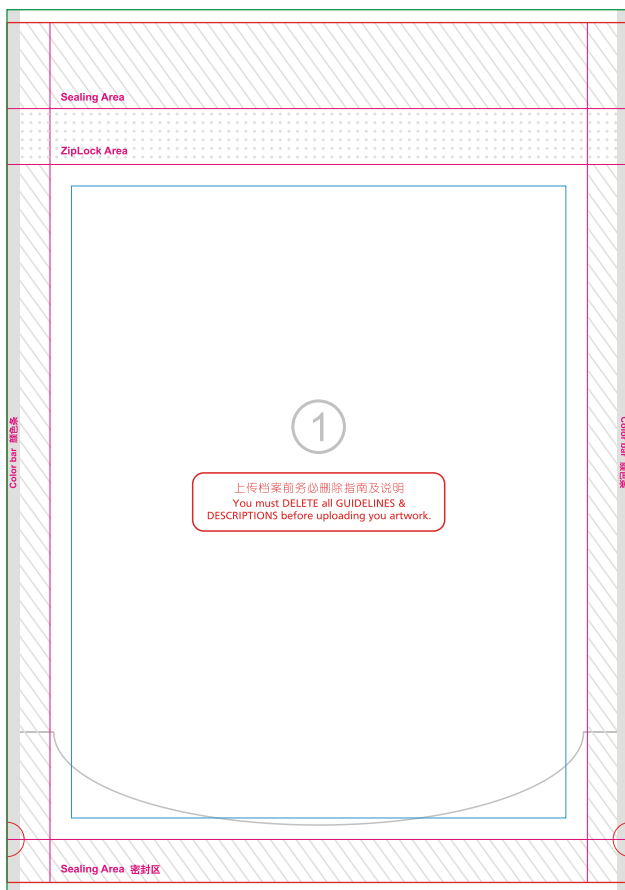 Sealing Area
ZipLock Area
1
上传档案前务必删除指南及说明
You must DELETE all GUIDELINES &
DESCRIPTIONS before uploading you artwork.
Color bar 颜色条
Color bar 颜色条
Sealing Area 密封区